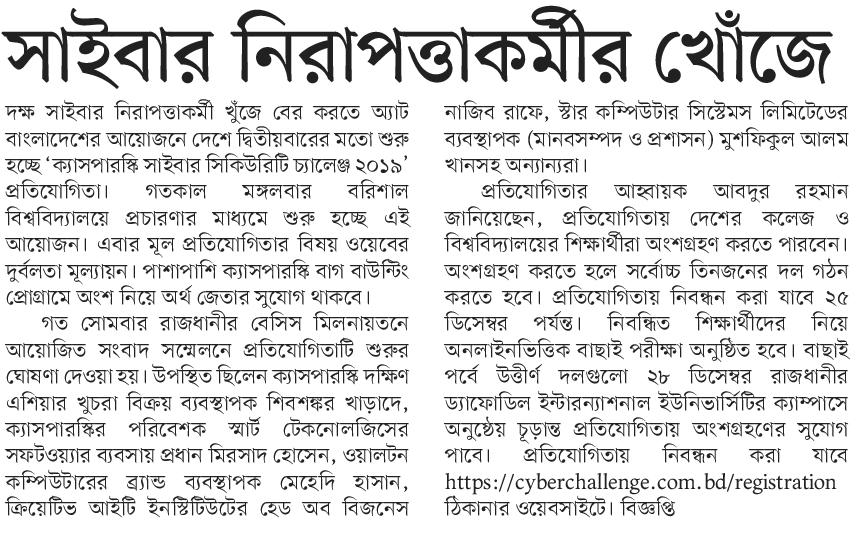 সাইবার নিরাপত্তাকর্মীর খোঁজে
দক্ষ সাইবার নিরাপত্তাকর্মী খুঁজে বের করতে অ্যাট
বাংলাদেশের আয়োজনে দেশে দ্বিতীয়বারের মতো শুরু
হচ্ছে ‘ক্যাসপারস্কি সাইবার সিকিউরিটি চ্যালেঞ্জ ২০১৯’
প্রতিযোগিতা। গতকাল মঙ্গলবার বরিশাল
বিশ্ববিদ্যালয়ে প্রচারণার মাধ্যমে শুরু হচ্ছে এই
আয়োজন। এবার মূল প্রতিযোগিতার বিষয় ওয়েবের
দুর্বলতা মূল্যায়ন। পাশাপাশি ক্যাসপারস্কি বাগ বাউন্টিং
প্রোগ্রামে অংশ নিয়ে অর্থ জেতার সুযোগ থাকবে।
গত সোমবার রাজধানীর বেসিস মিলনায়তনে
আয়োজিত সংবাদ সম্মেলনে প্রতিযোগিতাটি শুরুর
ঘোষণা দেওয়া হয়। উপস্থিত ছিলেন ক্যাসপারস্কি দক্ষিণ
এশিয়ার খুচরা বিক্রয় ব্যবস্থাপক শিবশঙ্কর খাড়াদে,
ক্যাসপারস্কির পরিবেশক স্মার্ট টেকনোলজিসের
সফটওয়্যার ব্যবসায় প্রধান মিরসাদ হোসেন, ওয়ালটন
কম্পিউটারের ব্র্যান্ড ব্যবস্থাপক মেহেদি হাসান,
ক্রিয়েটিভ আইটি ইনস্টিটিউটের হেড অব বিজনেস
নাজিব রাফে, স্টার কম্পিউটার সিস্টেমস লিমিটেডের
ব্যবস্থাপক (মানবসম্পদ ও প্রশাসন) মুশফিকুল আলম
খানসহ অন্যান্যরা।
প্রতিযোগিতার আহ্বায়ক আবদুর রহমান
জানিয়েছেন, প্রতিযোগিতায় দেশের কলেজ ও
বিশ্ববিদ্যালয়ের শিক্ষার্থীরা অংশগ্রহণ করতে পারবেন।
অংশগ্রহণ করতে হলে সর্বোচ্চ তিনজনের দল গঠন
করতে হবে। প্রতিযোগিতায় নিবন্ধন করা যাবে ২৫
ডিসেম্বর পর্যন্ত। নিবন্ধিত শিক্ষার্থীদের নিয়ে
অনলাইনভিত্তিক বাছাই পরীক্ষা অনুষ্ঠিত হবে। বাছাই
পর্বে উত্তীর্ণ দলগুলো ২৮ ডিসেম্বর রাজধানীর
ড্যাফোডিল ইন্টারন্যাশনাল ইউনিভার্সিটির ক্যাম্পাসে
অনুষ্ঠেয় চূড়ান্ত প্রতিযোগিতায় অংশগ্রহণের সুযোগ
পাবে। প্রতিযোগিতায় নিবন্ধন করা যাবে
https://cyberchallenge.com.bd/registration
ঠিকানার ওয়েবসাইটে। বিজ্ঞপ্তি